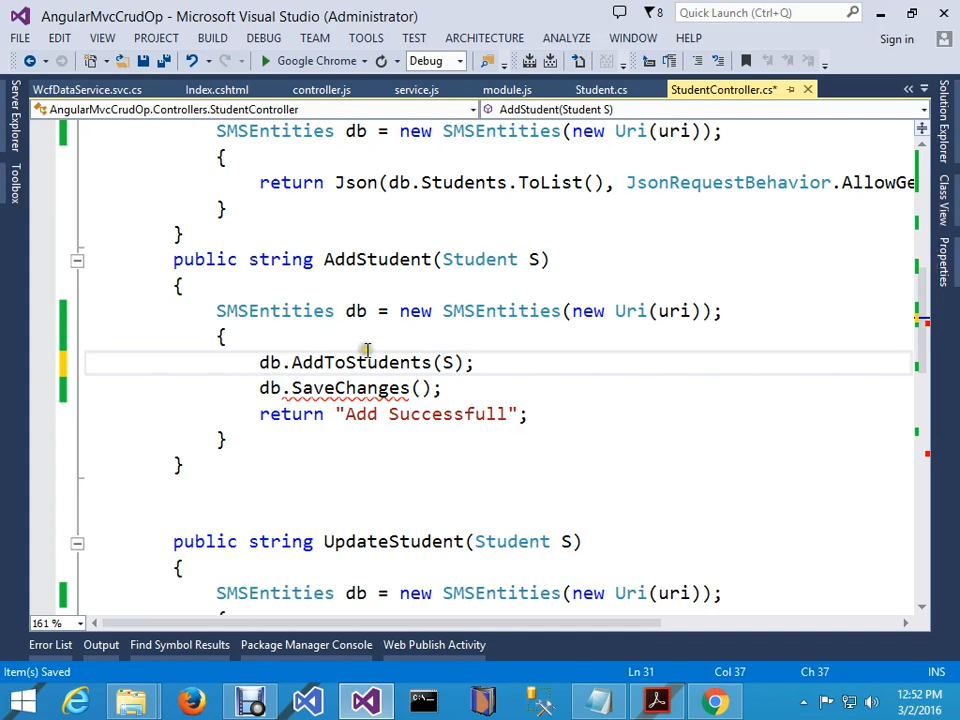 AngularMvcCrudOp - Microsoft Visual Studio (Administrator)
8
Quick Launch (Ctrl+Q)
FILE EDIT VIEW PROJECT BUILD DEBUG TEAM TOOLS TEST ARCHITECTURE ANALYZE WINDOW HELP
Sign in
Google Chrome
Debug
WcfDataService.svc.cs Index.cshtml controller.js service.js module.js Student.cs StudentController.cs*
AngularMvcCrudOp.Controllers.StudentController
AddStudent(Student S)
Server Explorer
Toolbox
Solution Explorer
Class View
Properties
SMSEntities db = new SMSEntities(new Uri(uri));
{
return Json(db.Students.ToList(), JsonRequestBehavior.AllowGe
}
}
public string AddStudent(Student S)
{
SMSEntities db = new SMSEntities(new Uri(uri));
{
db.AddToStudents(S);
db.SaveChanges();
return "Add Successfull";
}
}
public string UpdateStudent(Student S)
{
SMSEntities db = new SMSEntities(new Uri(uri));
161 %
Error List Output Find Symbol Results Package Manager Console Web Publish Activity
Item(s) Saved
Ln 31 Col 37 Ch 37 INS
12:52 PM
3/2/2016